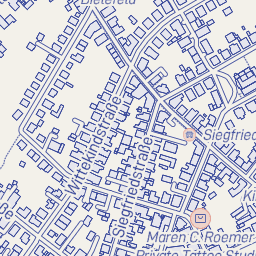 Bielefeld
Wittekindstraße
Siegfriedstraße
Siegfried
Maren C. Roemer-
Private Tattoo Stud